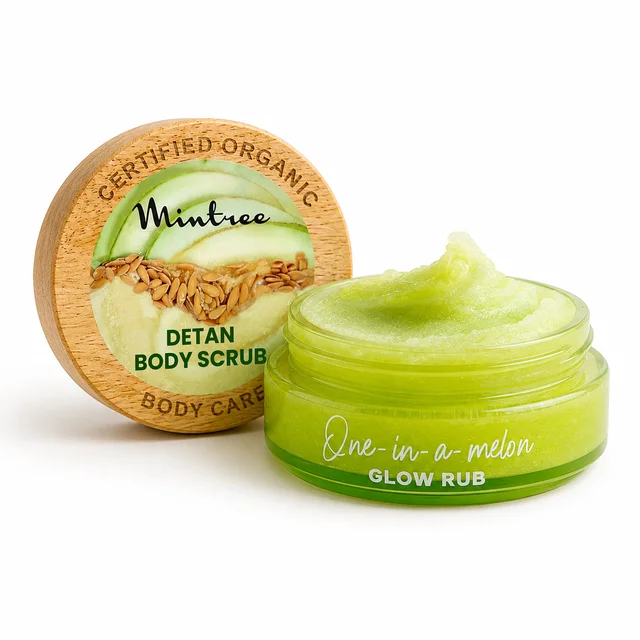 CERTIFIED ORGANIC
Mintree
DETAN
BODY SCRUB
BODY CARE
One-in-a-melon
GLOW RUB